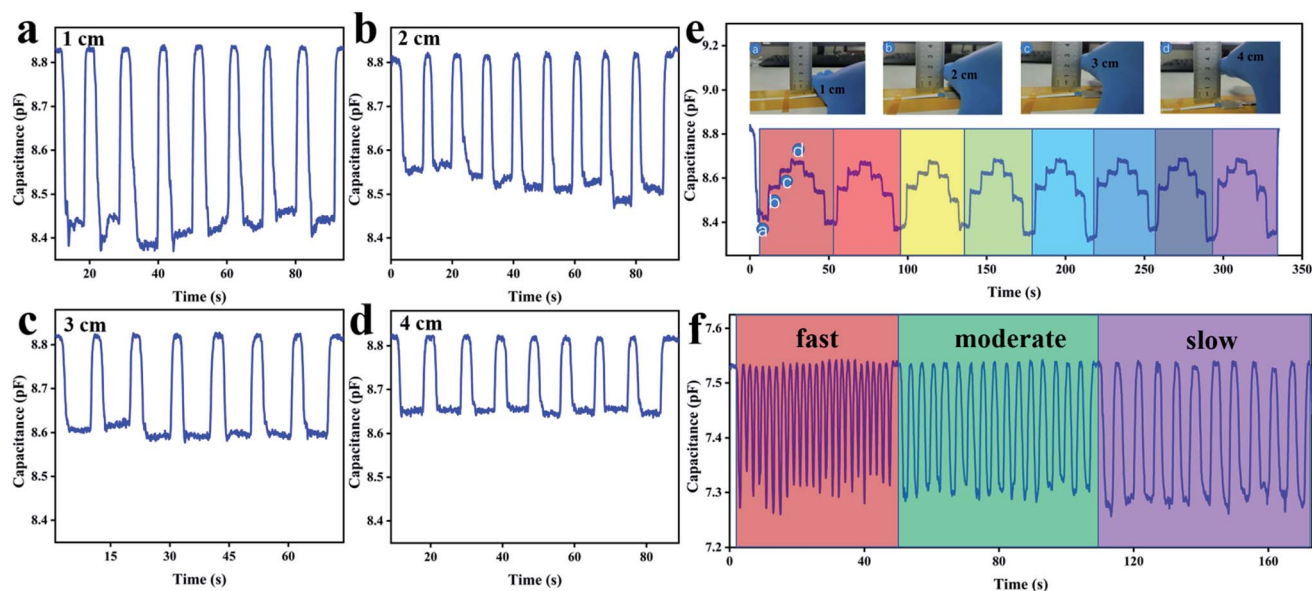 a
1 cm
8.8
8.7
8.6
8.5
8.4
Capacitance (pF)
20
40
60
80
Time (s)
b
2 cm
8.8
8.7
8.6
8.5
8.4
Capacitance (pF)
0
20
40
60
80
Time (s)
c
3 cm
8.8
8.7
8.6
8.5
8.4
Capacitance (pF)
15
30
45
60
Time (s)
d
4 cm
8.8
8.7
8.6
8.5
8.4
Capacitance (pF)
20
40
60
80
Time (s)
e
9.2
9.0
8.8
8.6
8.4
Capacitance (pF)
a
1 cm
b
2 cm
c
3 cm
d
4 cm
a
b
c
d
0
50
100
150
200
250
300
350
Time (s)
f
fast
moderate
slow
7.6
7.5
7.4
7.3
7.2
Capacitance (pF)
0
40
80
120
160
Time (s)